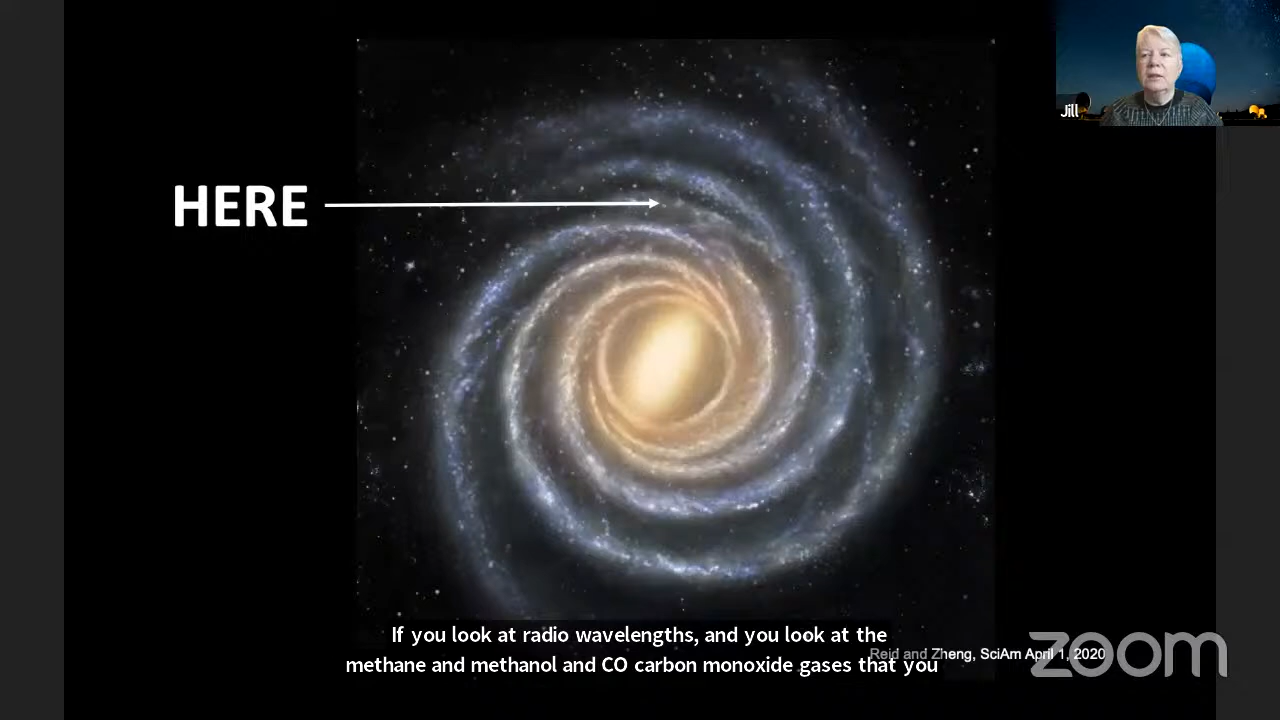 Jill
HERE
If you look at radio wavelengths, and you look at the
methane and methanol and CO carbon monoxide gases that you
Reid and Zheng, SciAm April 1, 2020
zoom